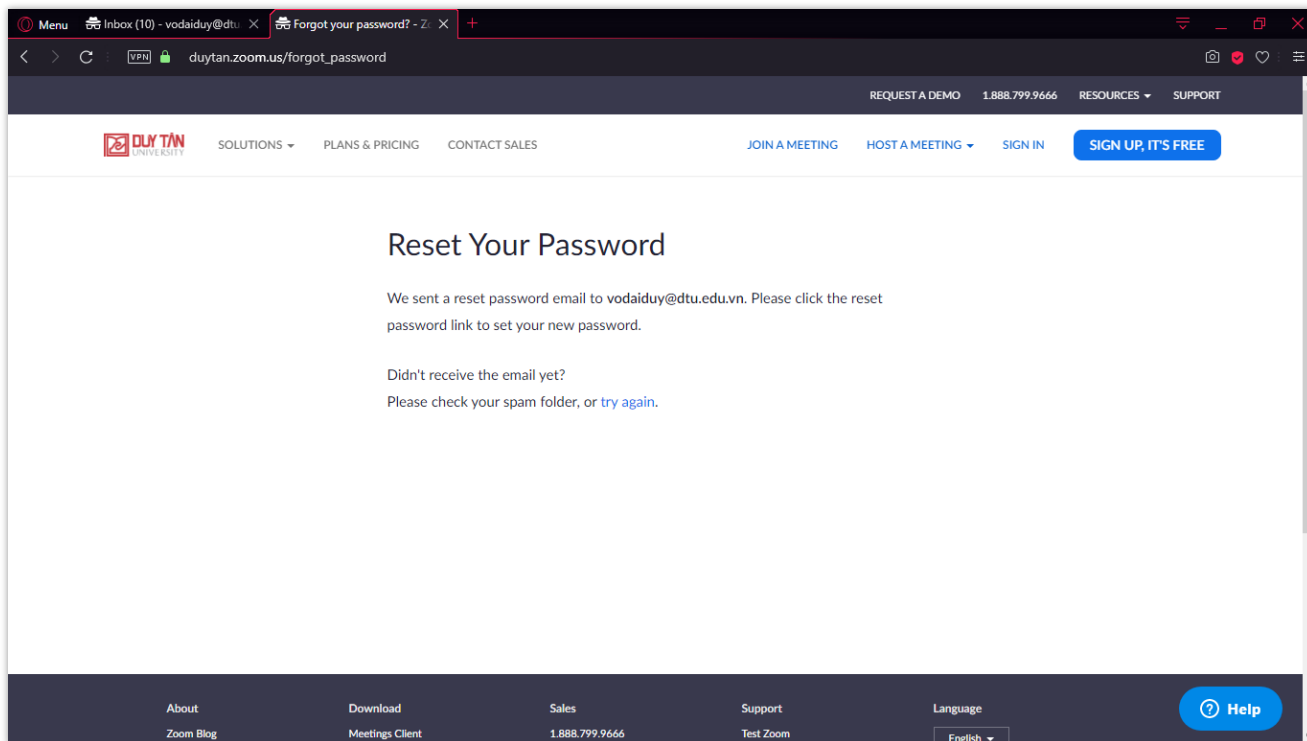 Menu
Inbox (10) - vodaiduy@dtu
Forgot your password? - Zo
VPN
duytan.zoom.us/forgot_password
REQUEST A DEMO 1.888.799.9666 RESOURCES SUPPORT
DUY TÂN
UNIVERSITY
SOLUTIONS PLANS & PRICING CONTACT SALES JOIN A MEETING HOST A MEETING SIGN IN SIGN UP, IT'S FREE
Reset Your Password
We sent a reset password email to vodaiduy@dtu.edu.vn. Please click the reset
password link to set your new password.
Didn't receive the email yet?
Please check your spam folder, or try again.
About Download Sales Support Language
Zoom Blog Meetings Client 1.888.799.9666 Test Zoom English
Help